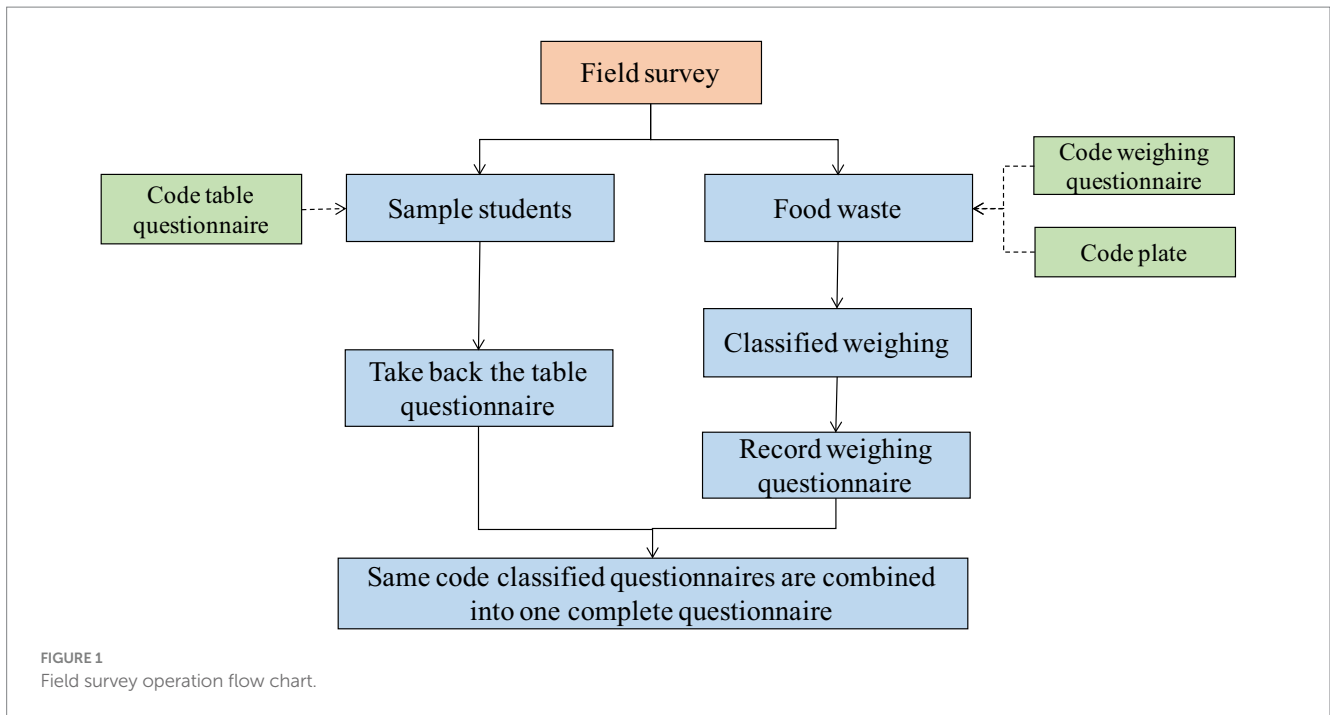 Field survey
Code table
questionnaire
Sample students
Food waste
Code weighing
questionnaire
Code plate
Take back the table
questionnaire
Classified weighing
Record weighing
questionnaire
Same code classified questionnaires are combined
into one complete questionnaire
FIGURE 1
Field survey operation flow chart.